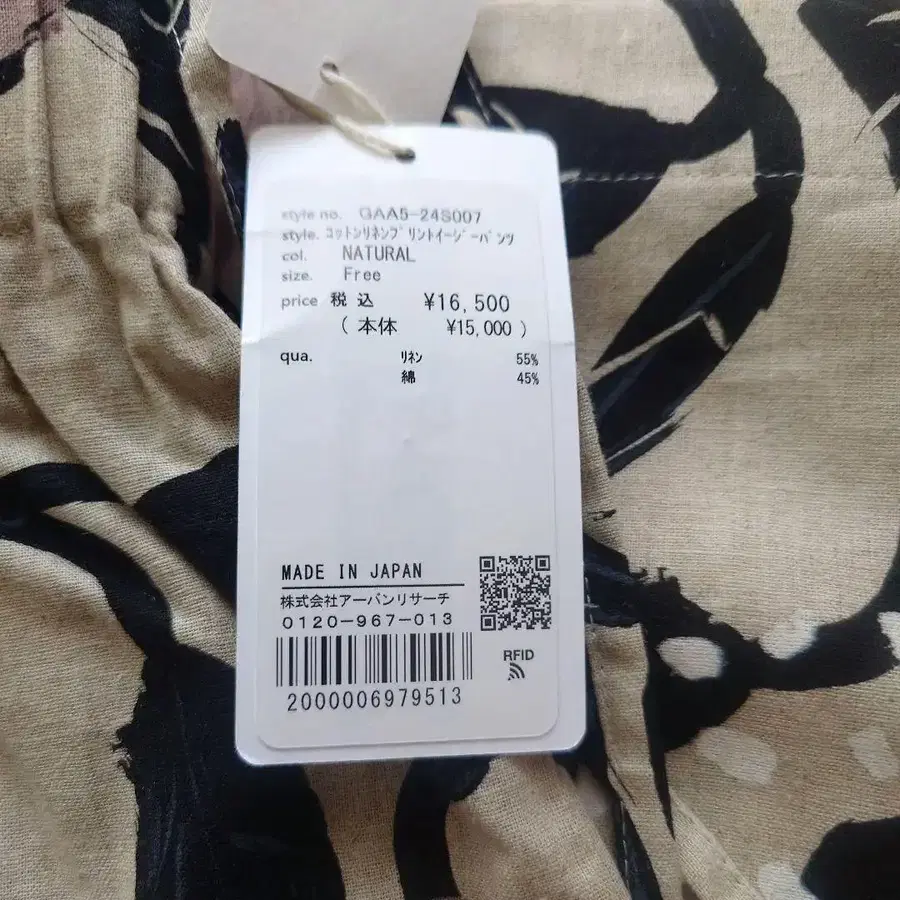 style no. GAA5-24S007
style. ｺｯﾄﾝﾘﾈﾝﾌﾟﾘﾝﾄｲｰｼﾞｰﾊﾟﾝﾂ
col. NATURAL
size. Free
price 税込 ¥16,500
( 本体 ¥15,000 )
qua. ﾘﾈﾝ 55%
綿 45%
MADE IN JAPAN
株式会社アーバンリサーチ
0120-967-013
RFID
2000006979513